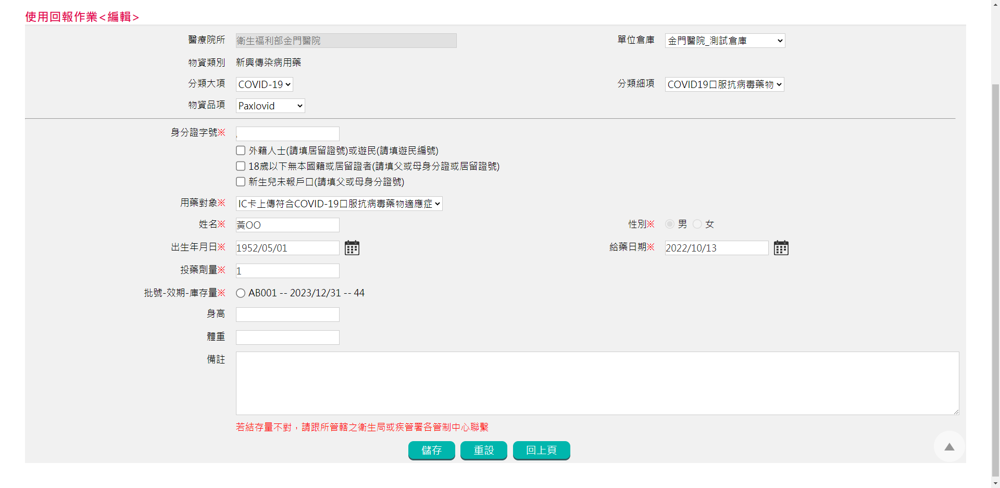 使用回報作業<編輯>
醫療院所 衛生福利部金門醫院 單位倉庫 金門醫院_測試倉庫
物資類別 新興傳染病用藥
分類大項 COVID-19 分類細項 COVID19口服抗病毒藥物
物資品項 Paxlovid
身分證字號※
外籍人士(請填居留證號)或遊民(請填遊民編號)
18歲以下無本國籍或居留證者(請填父或母身分證或居留證號)
新生兒未報戶口(請填父或母身分證號)
用藥對象※ IC卡上傳符合COVID-19口服抗病毒藥物適應症
姓名※ 黃OO 性別※ 男 女
出生年月日※ 1952/05/01 給藥日期※ 2022/10/13
投藥劑量※ 1
批號-效期-庫存量※ AB001 -- 2023/12/31 -- 44
身高
體重
備註
若結存量不對，請跟所管轄之衛生局或疾管署各管制中心聯繫
儲存 重設 回上頁